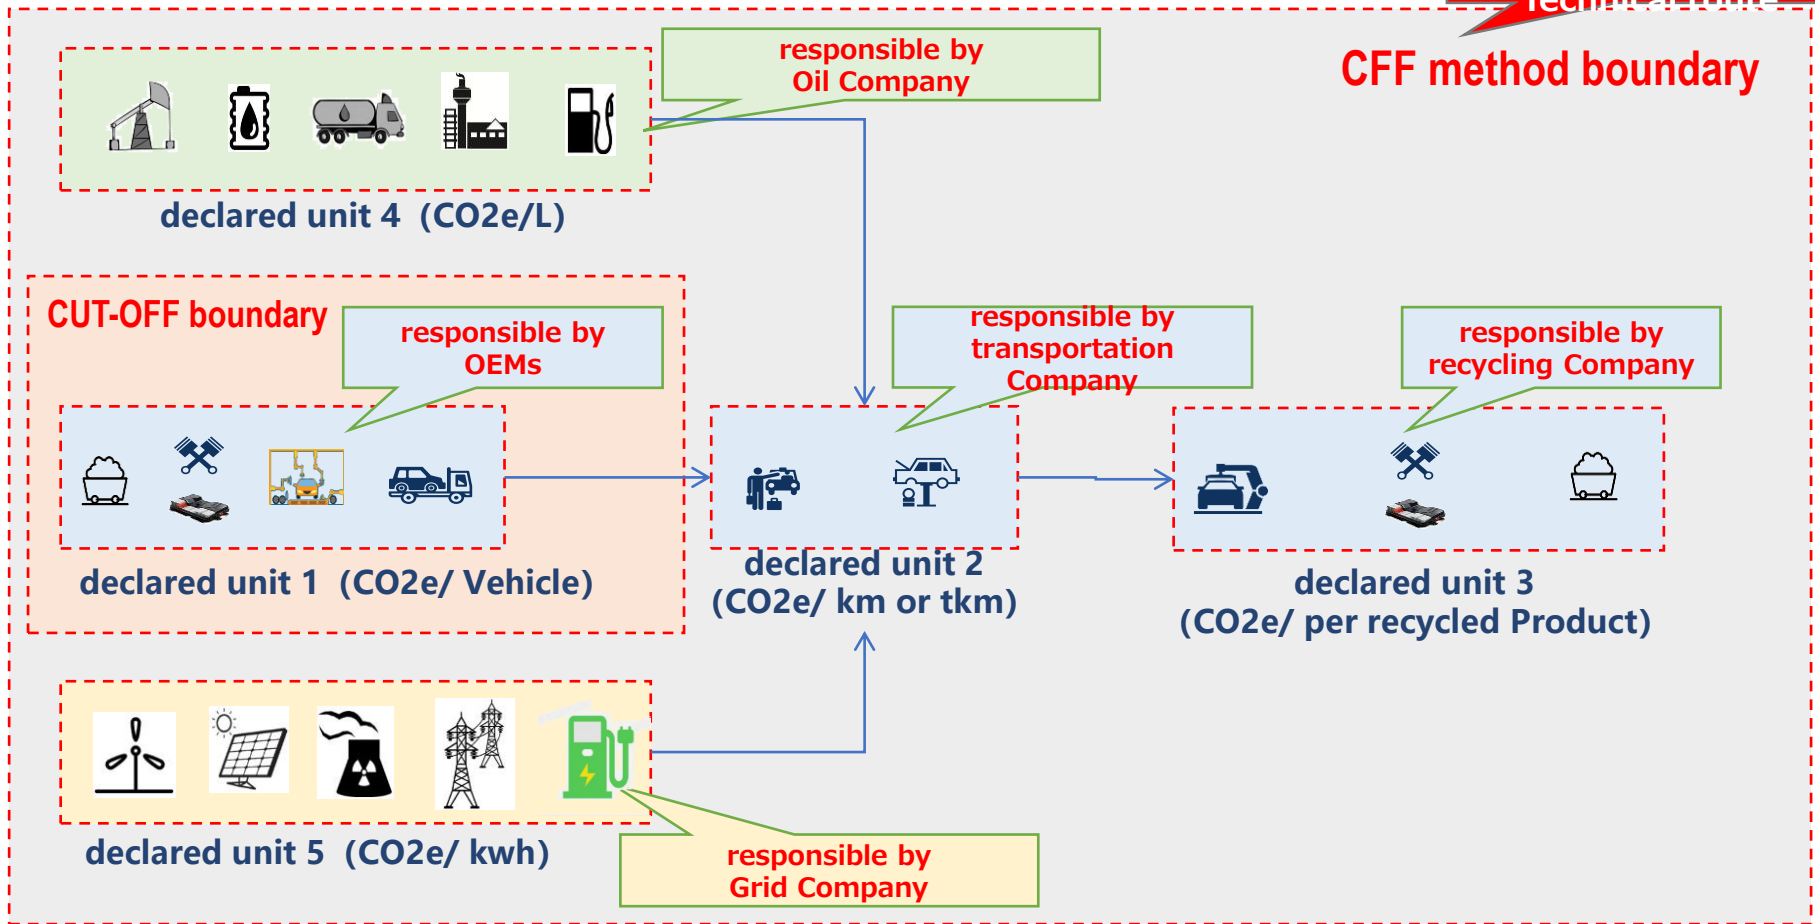 Technical route
CFF method boundary
responsible by
Oil Company
declared unit 4 (CO2e/L)
CUT-OFF boundary
responsible by
OEMs
responsible by
transportation
Company
responsible by
recycling Company
declared unit 1 (CO2e/ Vehicle)
declared unit 2
(CO2e/ km or tkm)
declared unit 3
(CO2e/ per recycled Product)
declared unit 5 (CO2e/ kwh)
responsible by
Grid Company